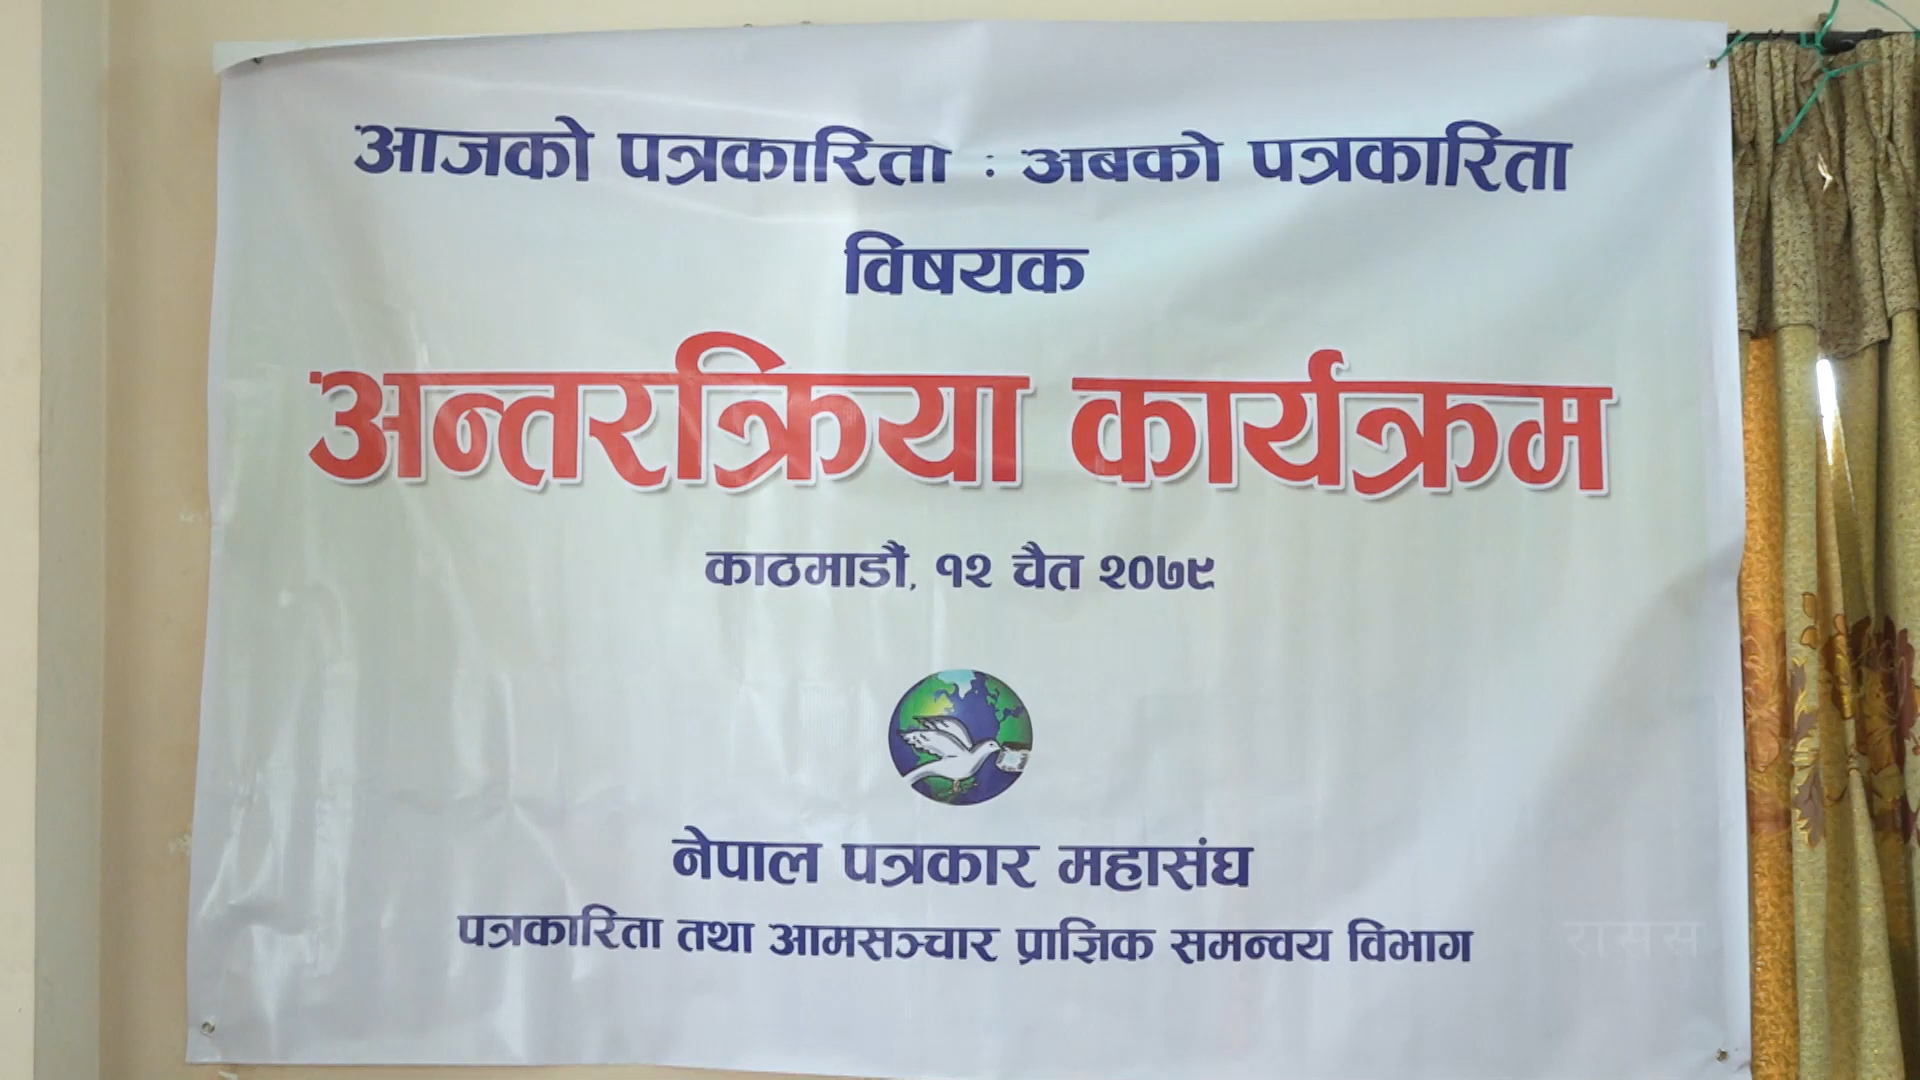 आजको पत्रकारिता : अबको पत्रकारिता
विषयक
अन्तरक्रिया कार्यक्रम
काठमाडौं, १२ चैत २०७९
नेपाल पत्रकार महासंघ
पत्रकारिता तथा आमसञ्चार प्राज्ञिक समन्वय विभाग
रासस